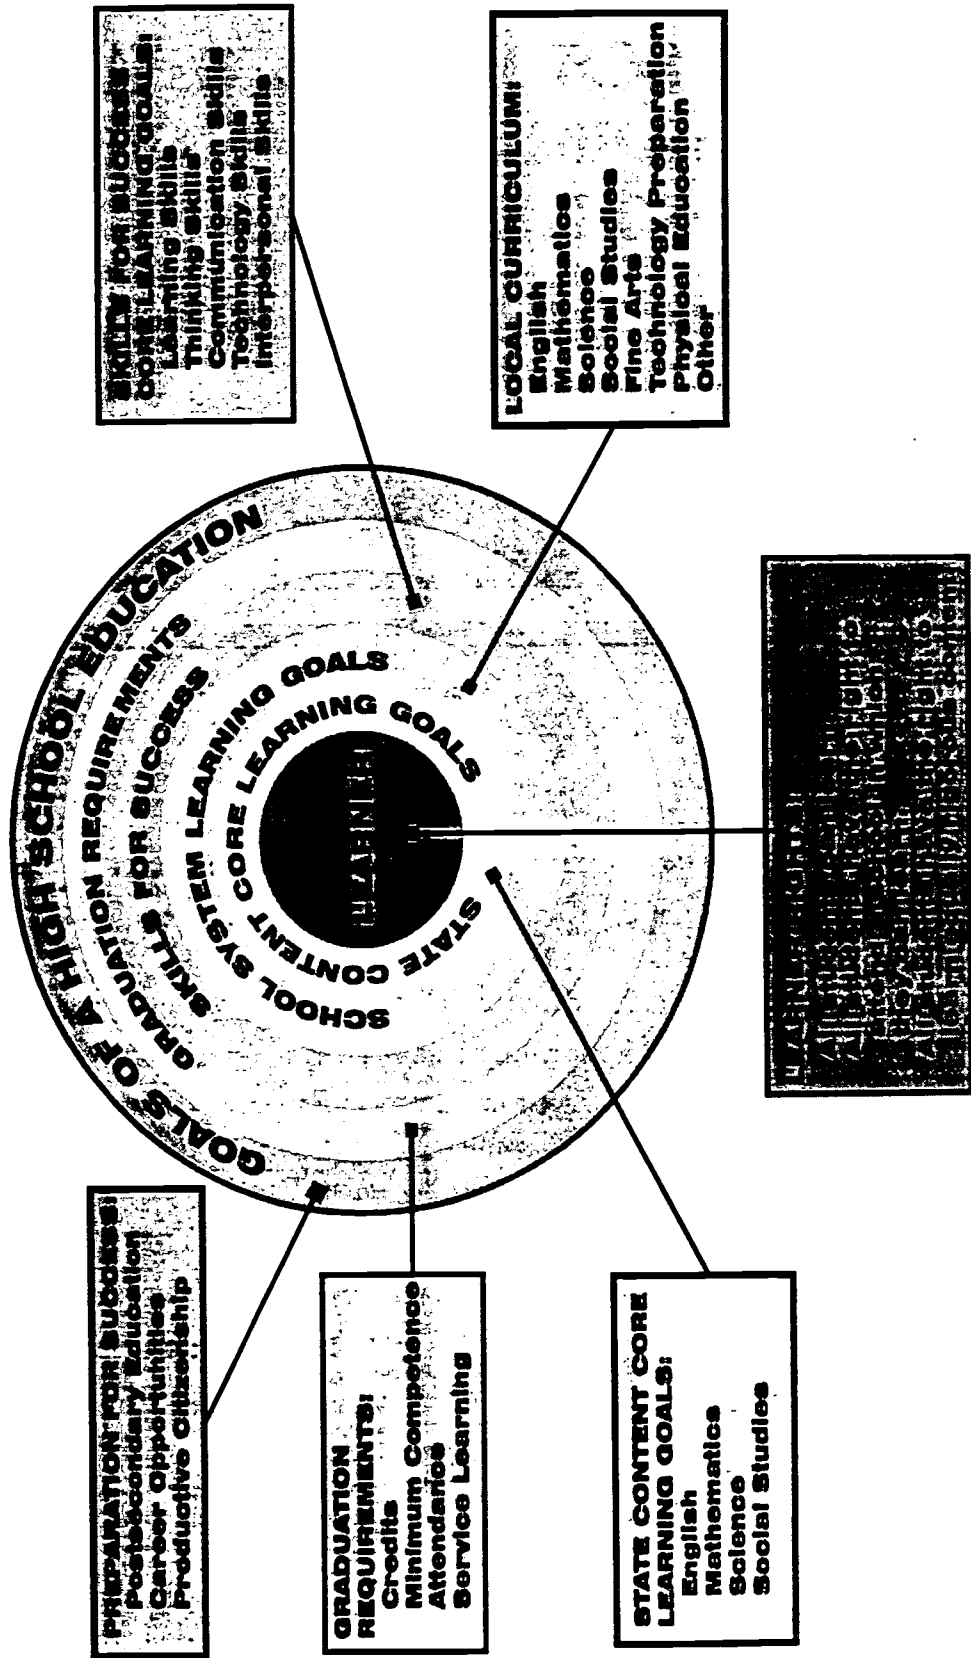 PREPARATION FOR SUCCESS:
Postsecondary Education
Career Opportunities
Productive Citizenship
GRADUATION
REQUIREMENTS:
Credits
Minimum Competence
Attendance
Service Learning
STATE CONTENT CORE
LEARNING GOALS:
English
Mathematics
Science
Social Studies
GOALS OF A HIGH SCHOOL EDUCATION
GRADUATION REQUIREMENTS
SKILLS FOR SUCCESS
SCHOOL SYSTEM LEARNING GOALS
STATE CONTENT CORE LEARNING GOALS
SKILLS FOR SUCCESS
CORE LEARNING GOALS:
Learning Skills
Thinking Skills
Communication Skills
Technology Skills
Interpersonal Skills
LOCAL CURRICULUM:
English
Mathematics
Science
Social Studies
Fine Arts
Technology Preparation
Physical Education
Other